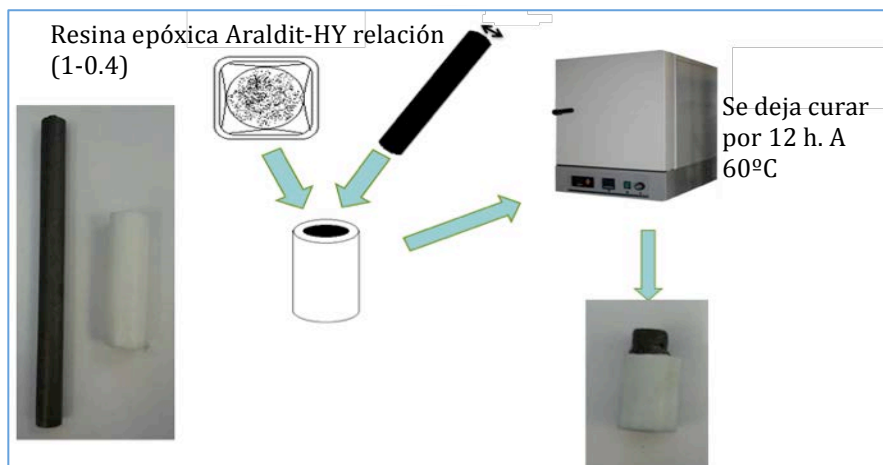 Resina epóxica Araldit-HY relación
(1-0.4)
Se deja curar
por 12 h. A
60ºC